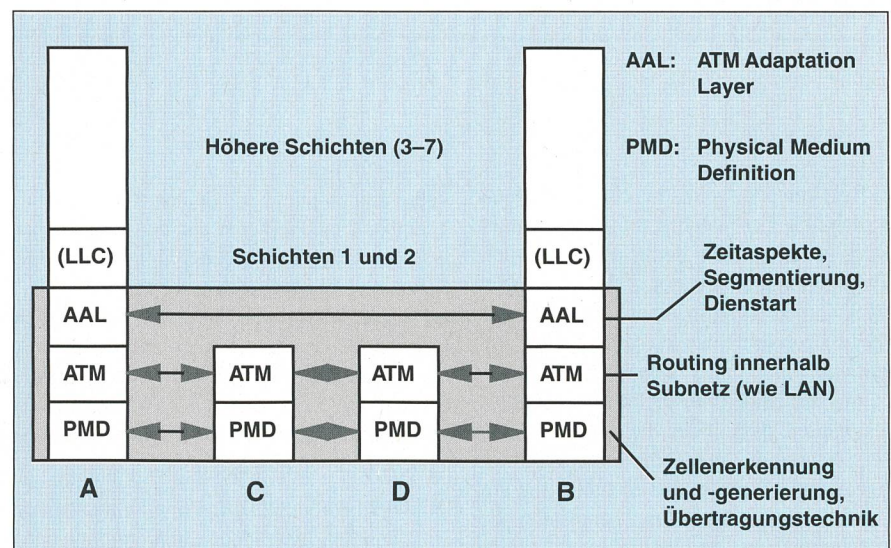 AAL: ATM Adaptation
Layer
Höhere Schichten (3–7)
PMD: Physical Medium
Definition
(LLC)
Schichten 1 und 2
(LLC)
Zeitaspekte,
Segmentierung,
Dienstart
AAL
AAL
ATM
ATM
ATM
ATM
Routing innerhalb
Subnetz (wie LAN)
PMD
PMD
PMD
PMD
A
C
D
B
Zellenerkennung
und -generierung,
Übertragungstechnik